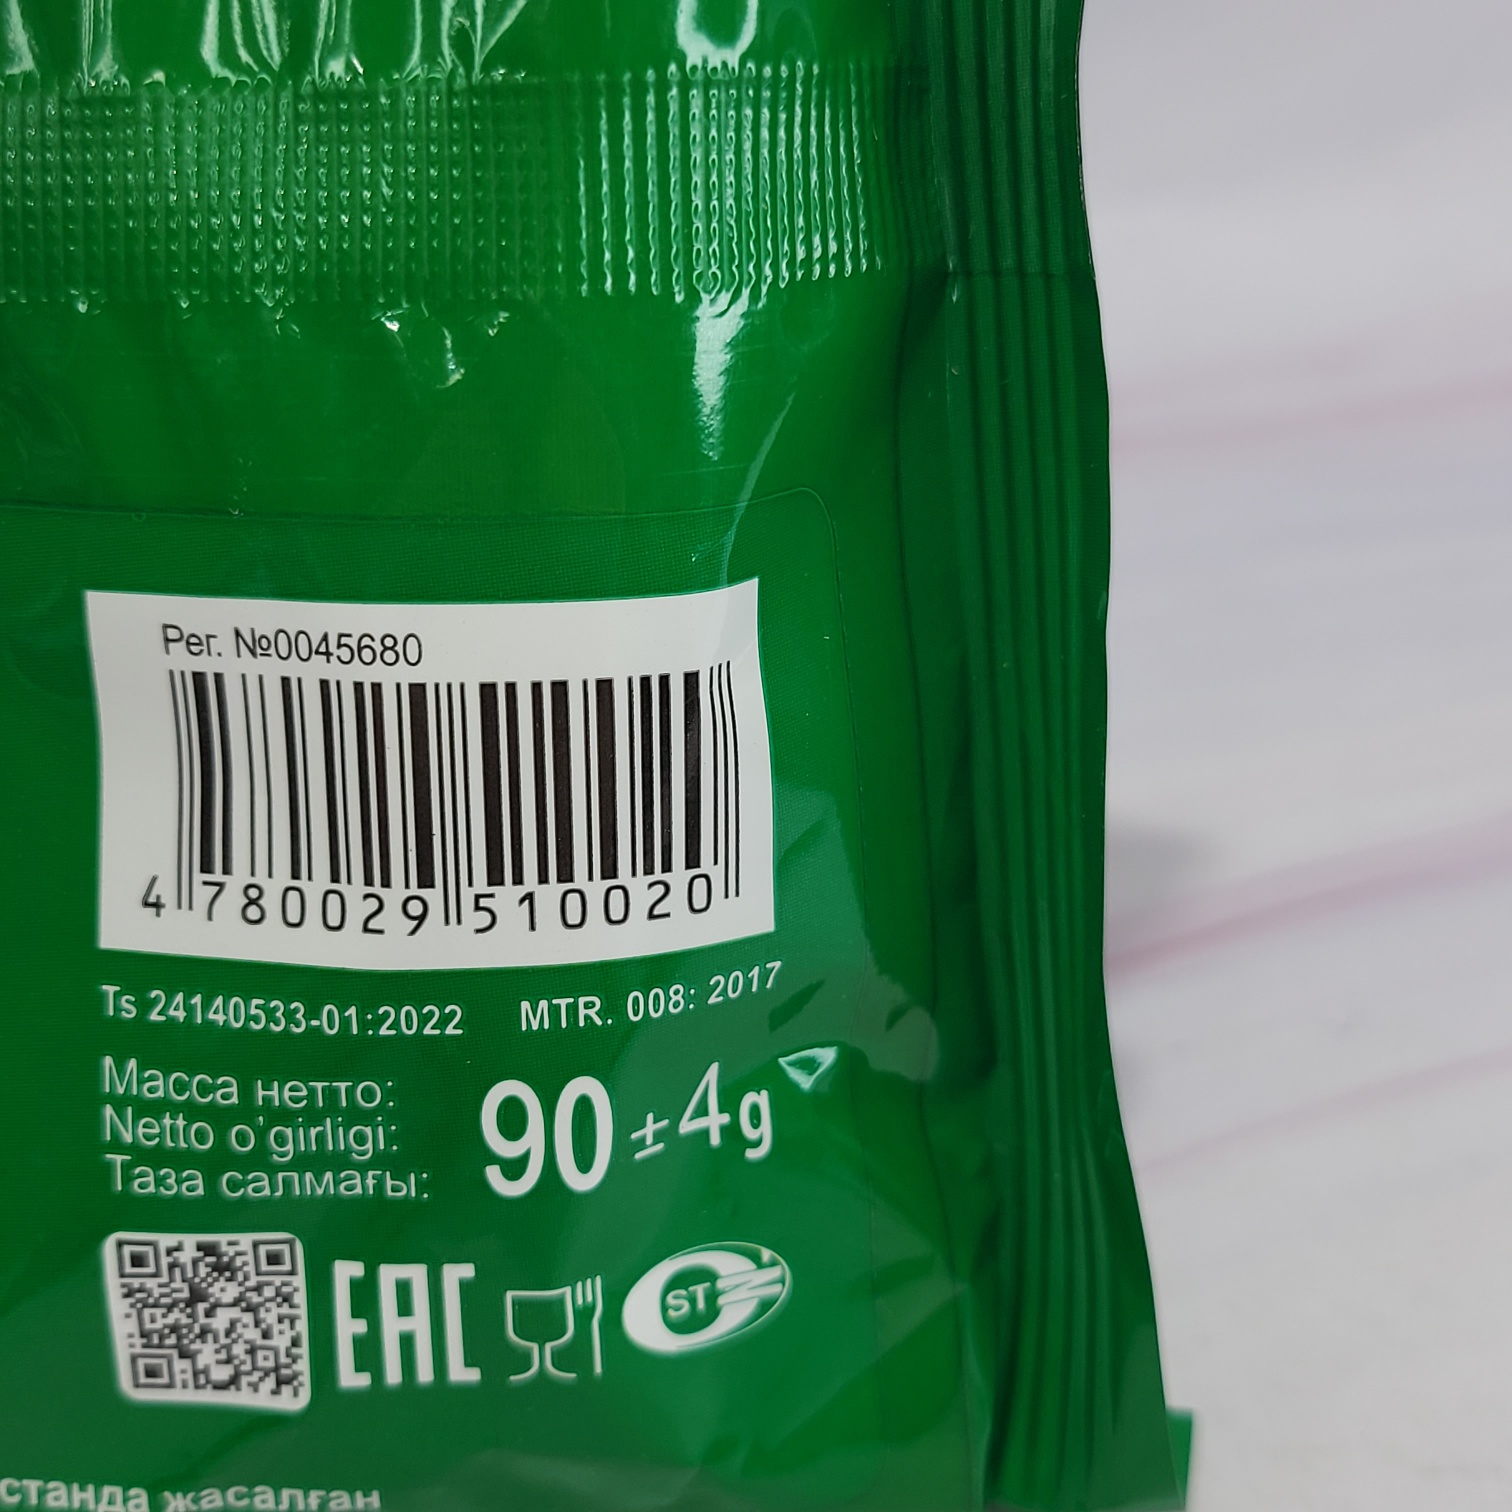 Рег. №0045680
4 780029 510020
Ts 24140533-01:2022 MTR. 008: 2017
Масса нетто:
Netto o'girligi:
Таза салмағы:
90 ±4g
EAC
ST
станда жасалған